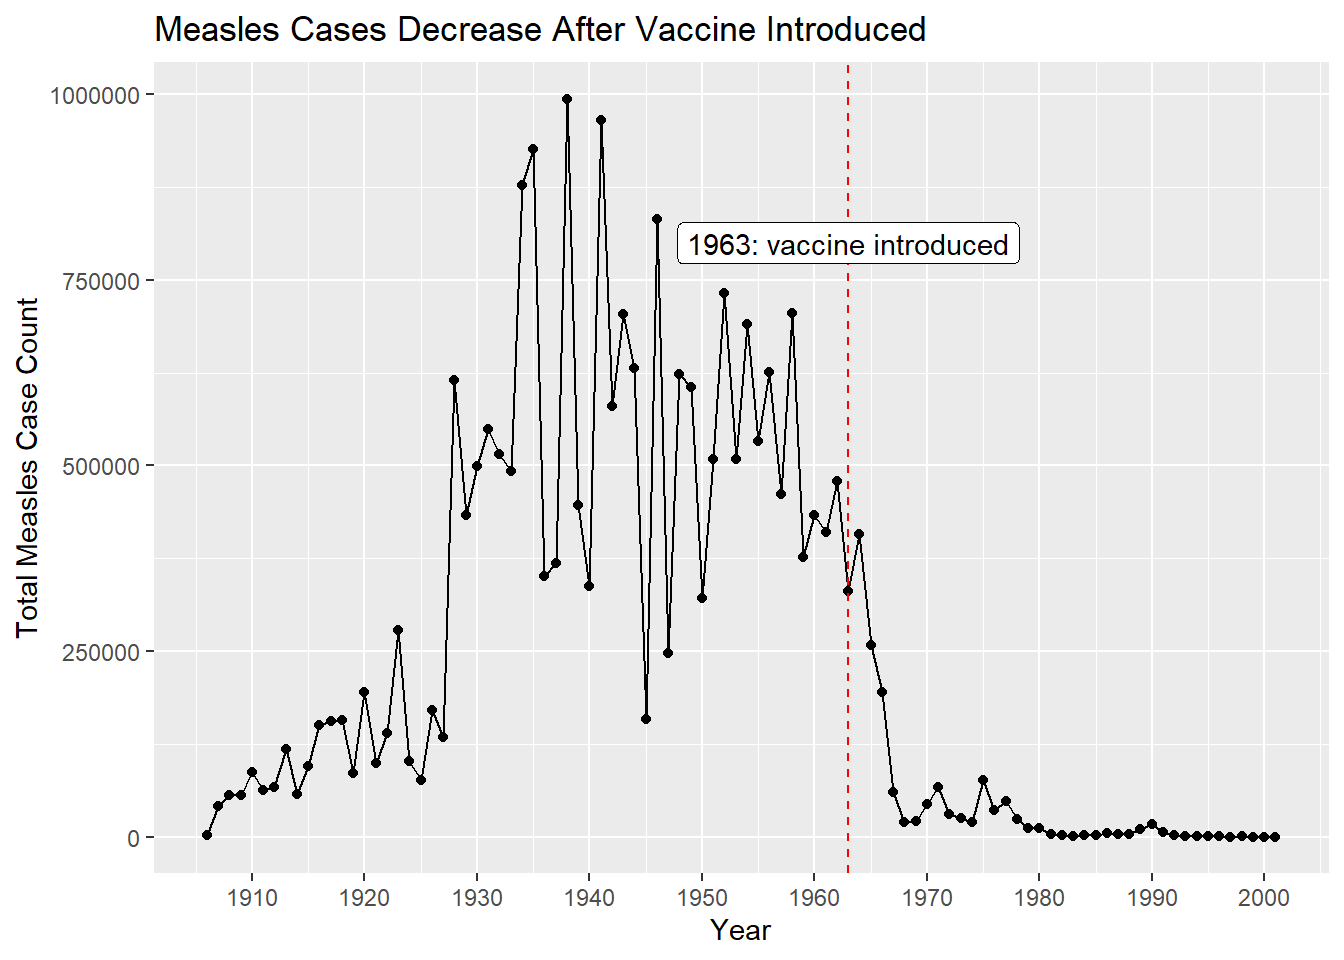 Measles Cases Decrease After Vaccine Introduced
Total Measles Case Count
1000000
750000
500000
250000
0
1963: vaccine introduced
1910 1920 1930 1940 1950 1960 1970 1980 1990 2000
Year